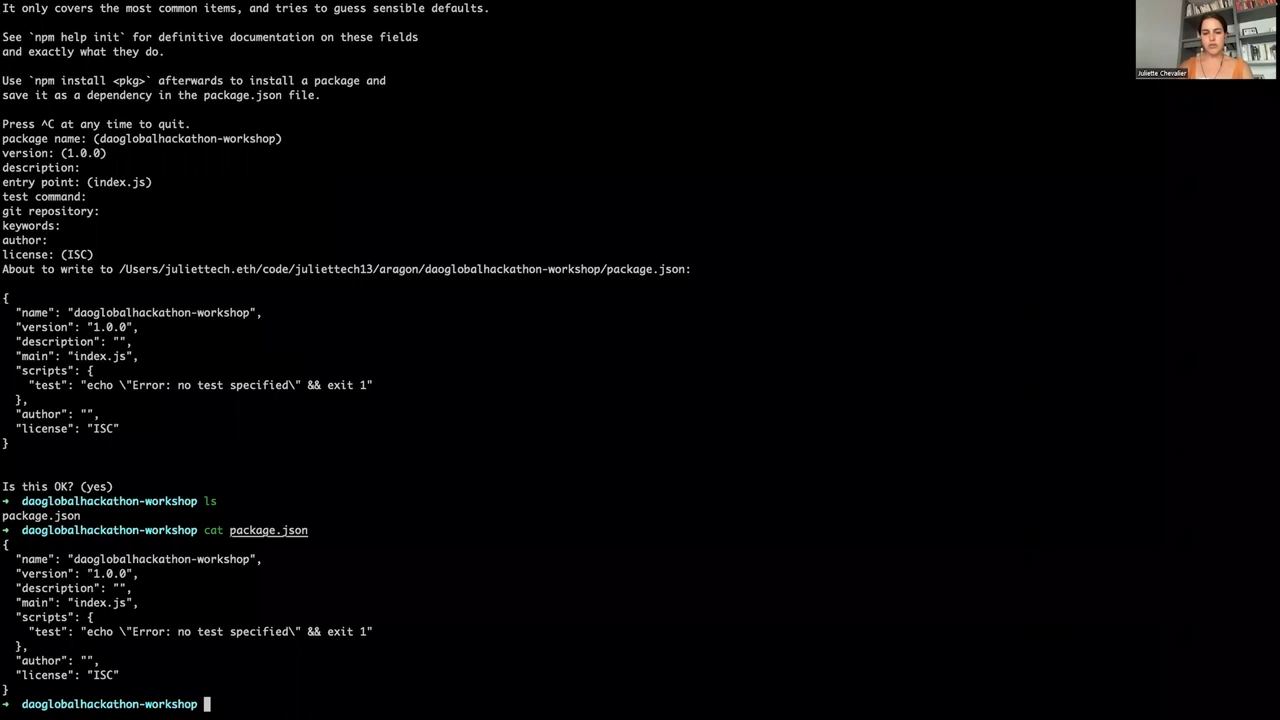 It only covers the most common items, and tries to guess sensible defaults.
See `npm help init` for definitive documentation on these fields
and exactly what they do.
Use `npm install <pkg>` afterwards to install a package and
save it as a dependency in the package.json file.
Press ^C at any time to quit.
package name: (daoglobalhackathon-workshop)
version: (1.0.0)
description:
entry point: (index.js)
test command:
git repository:
keywords:
author:
license: (ISC)
About to write to /Users/juliettech.eth/code/juliettech13/aragon/daoglobalhackathon-workshop/package.json:
{
  "name": "daoglobalhackathon-workshop",
  "version": "1.0.0",
  "description": "",
  "main": "index.js",
  "scripts": {
    "test": "echo \"Error: no test specified\" && exit 1"
  },
  "author": "",
  "license": "ISC"
}
Is this OK? (yes)
➜  daoglobalhackathon-workshop ls
package.json
➜  daoglobalhackathon-workshop cat package.json
{
  "name": "daoglobalhackathon-workshop",
  "version": "1.0.0",
  "description": "",
  "main": "index.js",
  "scripts": {
    "test": "echo \"Error: no test specified\" && exit 1"
  },
  "author": "",
  "license": "ISC"
}
➜  daoglobalhackathon-workshop
Juliette Chevalier